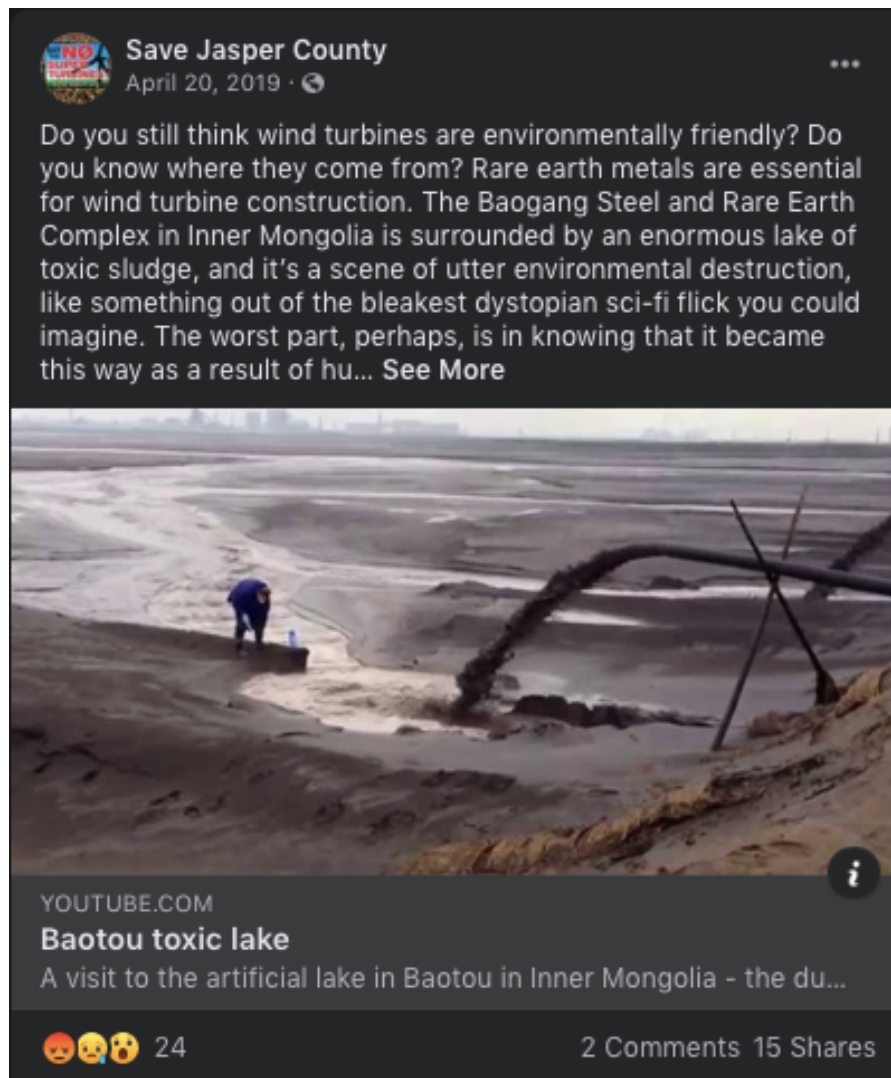 NO
SUPER
TURBINES
Save Jasper County
April 20, 2019 ·
Do you still think wind turbines are environmentally friendly? Do
you know where they come from? Rare earth metals are essential
for wind turbine construction. The Baogang Steel and Rare Earth
Complex in Inner Mongolia is surrounded by an enormous lake of
toxic sludge, and it's a scene of utter environmental destruction,
like something out of the bleakest dystopian sci-fi flick you could
imagine. The worst part, perhaps, is in knowing that it became
this way as a result of hu... See More
i
YOUTUBE.COM
Baotou toxic lake
A visit to the artificial lake in Baotou in Inner Mongolia - the du...
24
2 Comments 15 Shares